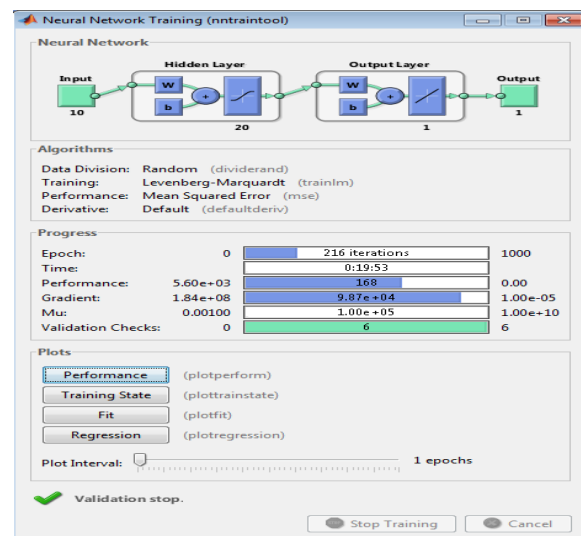 Neural Network Training (nntraintool)
Neural Network
Hidden Layer
Output Layer
Input
W
b
+
W
b
+
Output
10
20
1
1
Algorithms
Data Division: Random (dividerand)
Training: Levenberg-Marquardt (trainlm)
Performance: Mean Squared Error (mse)
Derivative: Default (defaultderiv)
Progress
Epoch: 0 216 iterations 1000
Time: 0:19:53
Performance: 5.60e+03 168 0.00
Gradient: 1.84e+08 9.87e+04 1.00e-05
Mu: 0.00100 1.00e+05 1.00e+10
Validation Checks: 0 6 6
Plots
Performance (plotperform)
Training State (plottrainstate)
Fit (plotfit)
Regression (plotregression)
Plot Interval: 1 epochs
Validation stop.
Stop Training Cancel